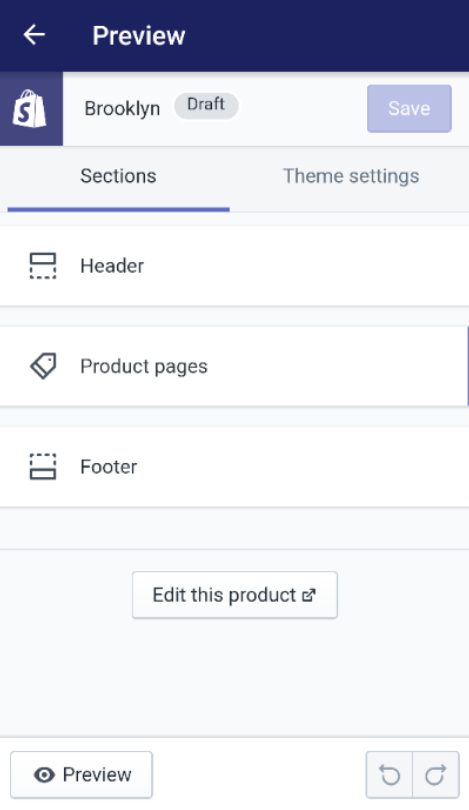 Preview
Brooklyn Draft Save
Sections Theme settings
Header
Product pages
Footer
Edit this product
Preview